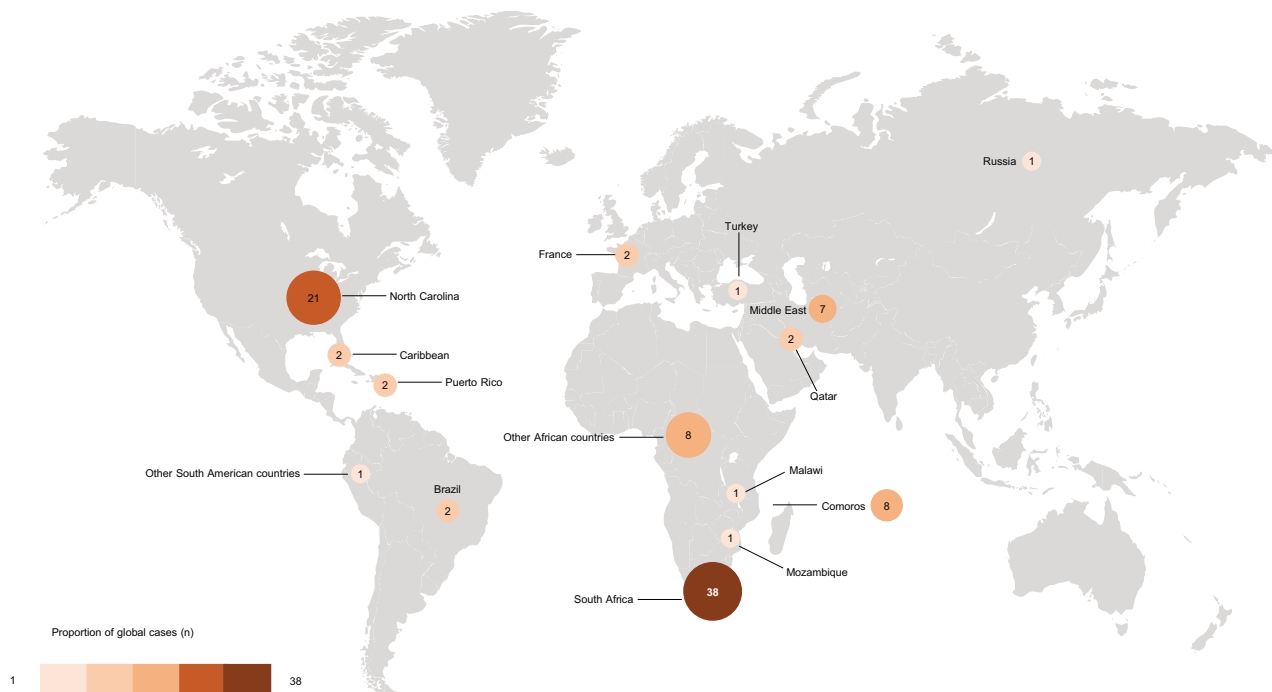 Russia 1
Turkey
France 2
1
Middle East 7
21 North Carolina
2
2 Caribbean
2 Puerto Rico
Qatar
Other African countries 8
Other South American countries 1
Malawi
Brazil
1
2
Comoros 8
1
Mozambique
South Africa 38
Proportion of global cases (n)
1 38